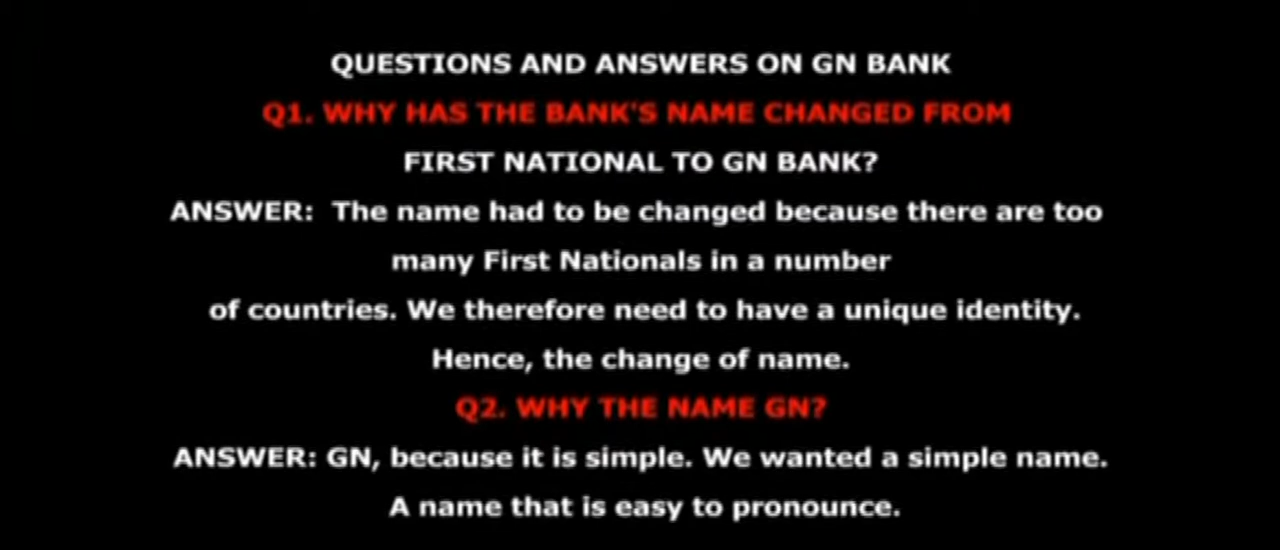 QUESTIONS AND ANSWERS ON GN BANK
Q1. WHY HAS THE BANK'S NAME CHANGED FROM
FIRST NATIONAL TO GN BANK?
ANSWER:  The name had to be changed because there are too
many First Nationals in a number
of countries. We therefore need to have a unique identity.
Hence, the change of name.
Q2. WHY THE NAME GN?
ANSWER: GN, because it is simple. We wanted a simple name.
A name that is easy to pronounce.